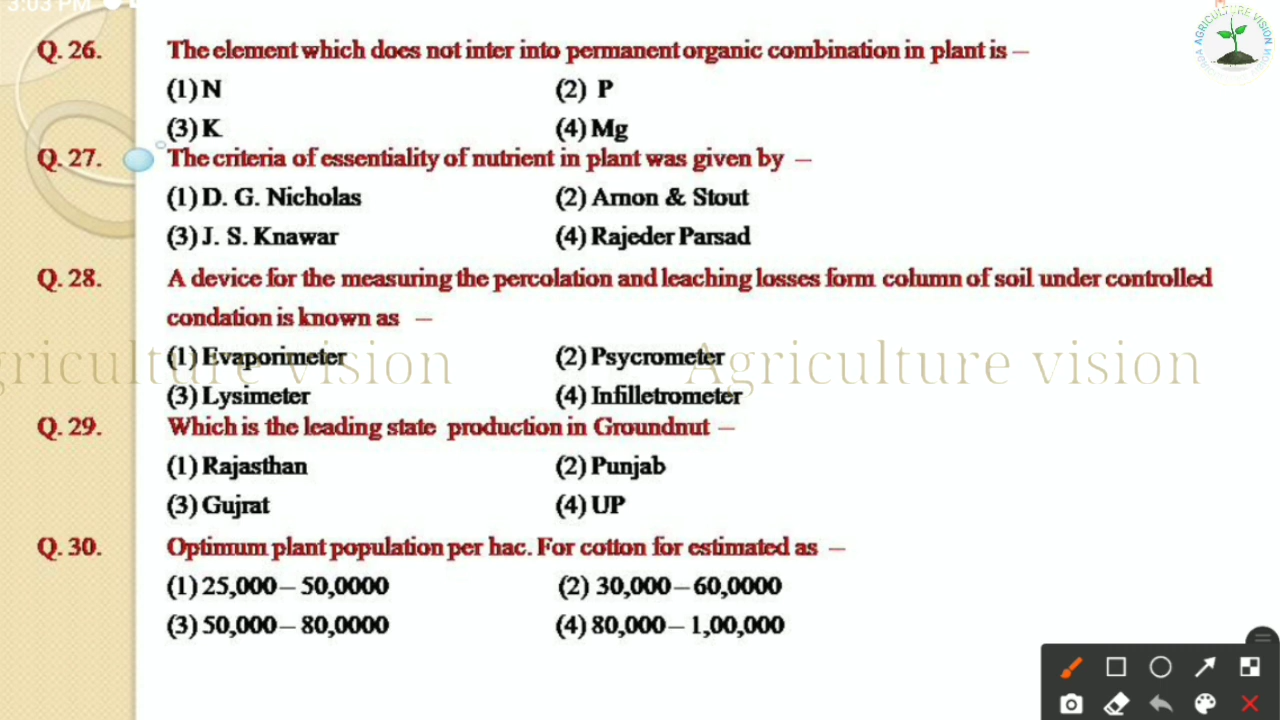 3:03 PM
AGRICULTURE VISION
Q. 26. The element which does not inter into permanent organic combination in plant is –
(1) N (2) P
(3) K (4) Mg
Q. 27. The criteria of essentiality of nutrient in plant was given by –
(1) D. G. Nicholas (2) Arnon & Stout
(3) J. S. Knawar (4) Rajeder Parsad
Q. 28. A device for the measuring the percolation and leaching losses form column of soil under controlled
condation is known as –
(1) Evaporimeter (2) Psycrometer
griculture vision Agriculture vision
(3) Lysimeter (4) Infilletrometer
Q. 29. Which is the leading state production in Groundnut –
(1) Rajasthan (2) Punjab
(3) Gujrat (4) UP
Q. 30. Optimum plant population per hac. For cotton for estimated as –
(1) 25,000 – 50,0000 (2) 30,000 – 60,0000
(3) 50,000 – 80,0000 (4) 80,000 – 1,00,000